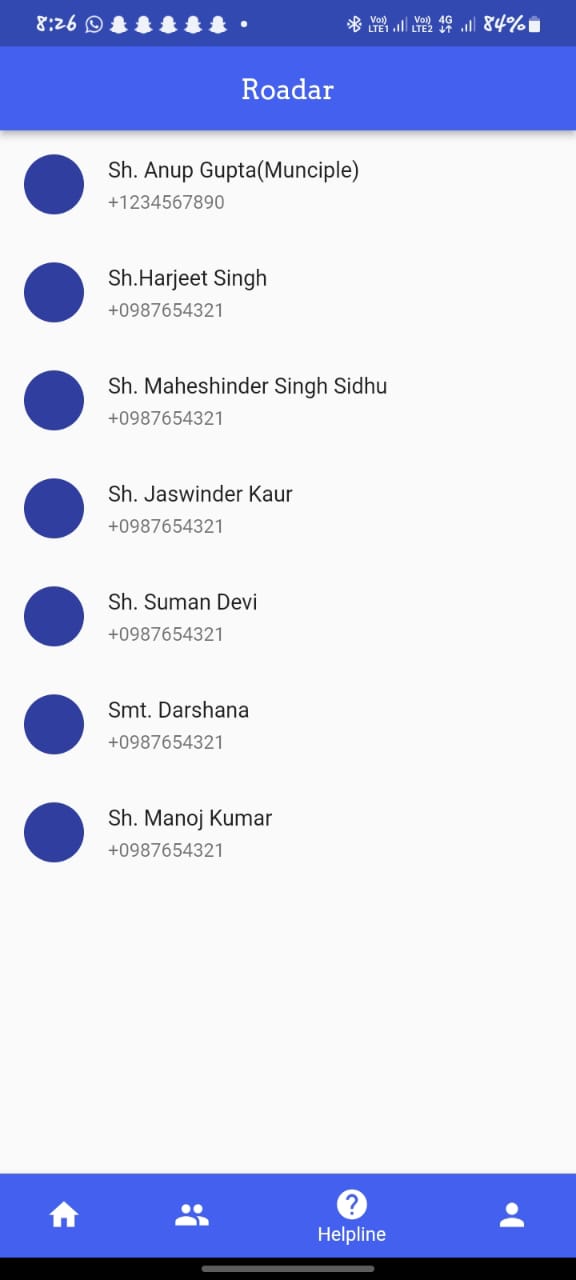 8:26
Vo)) LTE1 Vo)) LTE2 4G 84%
Roadar
Sh. Anup Gupta(Munciple)
+1234567890
Sh.Harjeet Singh
+0987654321
Sh. Maheshinder Singh Sidhu
+0987654321
Sh. Jaswinder Kaur
+0987654321
Sh. Suman Devi
+0987654321
Smt. Darshana
+0987654321
Sh. Manoj Kumar
+0987654321
Helpline